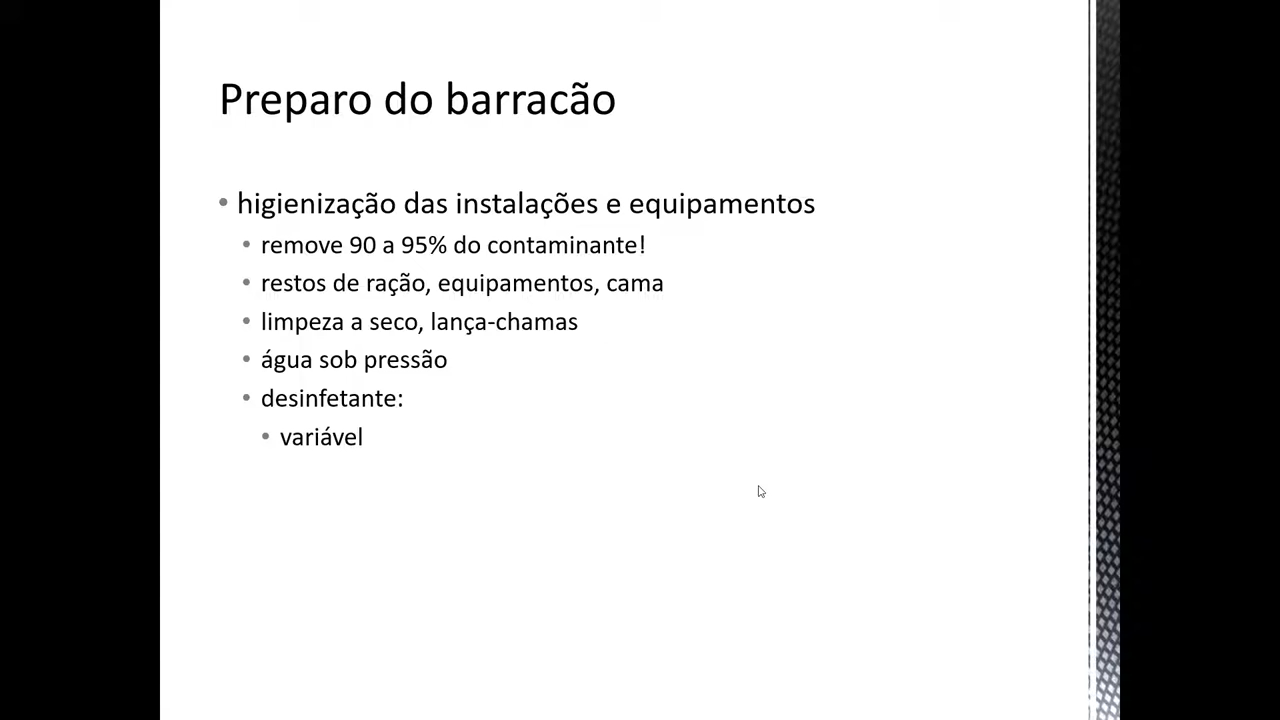 Preparo do barracão
• higienização das instalações e equipamentos
• remove 90 a 95% do contaminante!
• restos de ração, equipamentos, cama
• limpeza a seco, lança-chamas
• água sob pressão
• desinfetante:
• variável